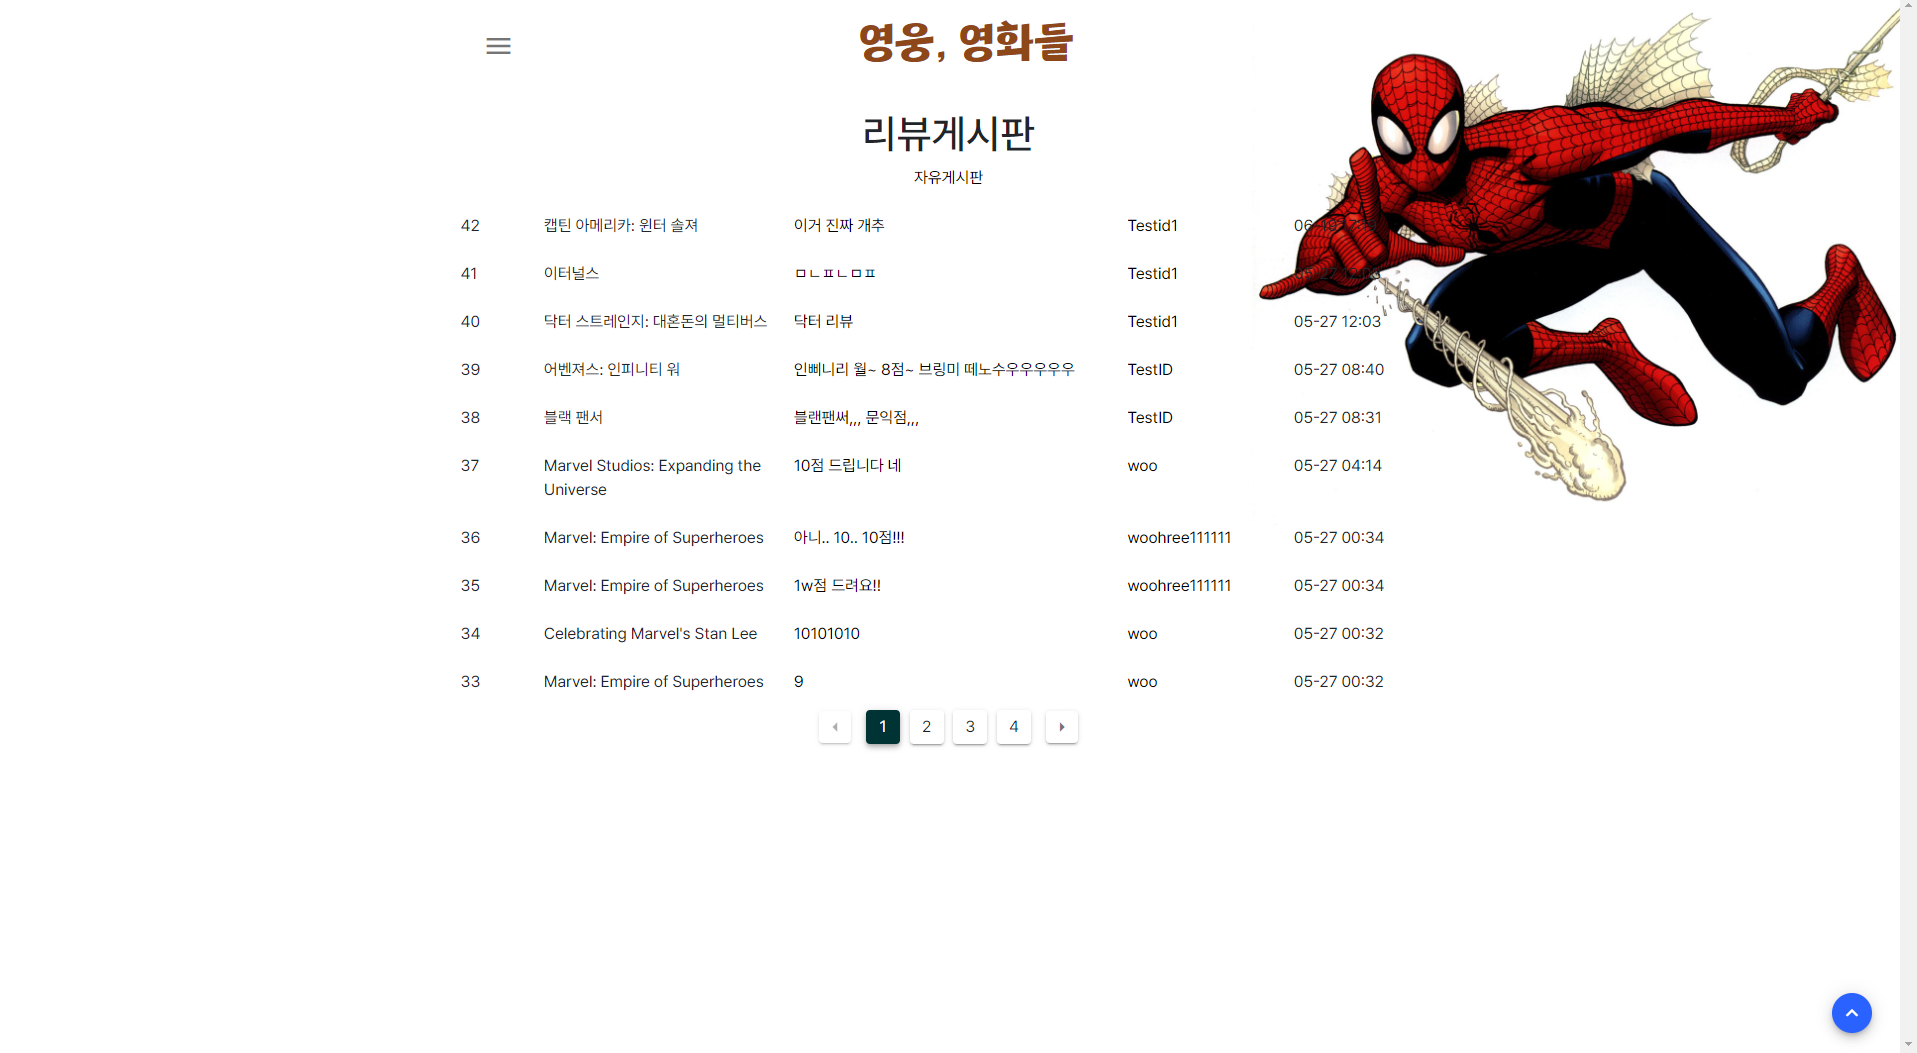 영웅, 영화들
리뷰게시판
자유게시판
42 캡틴 아메리카: 윈터 솔져 이거 진짜 개추 Testid1
41 이터널스 ㅁㄴㅍㄴㅁㅍ Testid1 05-27 12:03
40 닥터 스트레인지: 대혼돈의 멀티버스 닥터 리뷰 Testid1 05-27 12:03
39 어벤져스: 인피니티 워 인삐니리 월~ 8점~ 브링미 떼노수우우우우우 TestID 05-27 08:40
38 블랙 팬서 블랜팬써,,, 문익점,,, TestID 05-27 08:31
37 Marvel Studios: Expanding the 10점 드립니다 네 woo 05-27 04:14
Universe
36 Marvel: Empire of Superheroes 아니.. 10.. 10점!!! woohree111111 05-27 00:34
35 Marvel: Empire of Superheroes 1w점 드려요!! woohree111111 05-27 00:34
34 Celebrating Marvel's Stan Lee 10101010 woo 05-27 00:32
33 Marvel: Empire of Superheroes 9 woo 05-27 00:32
1 2 3 4